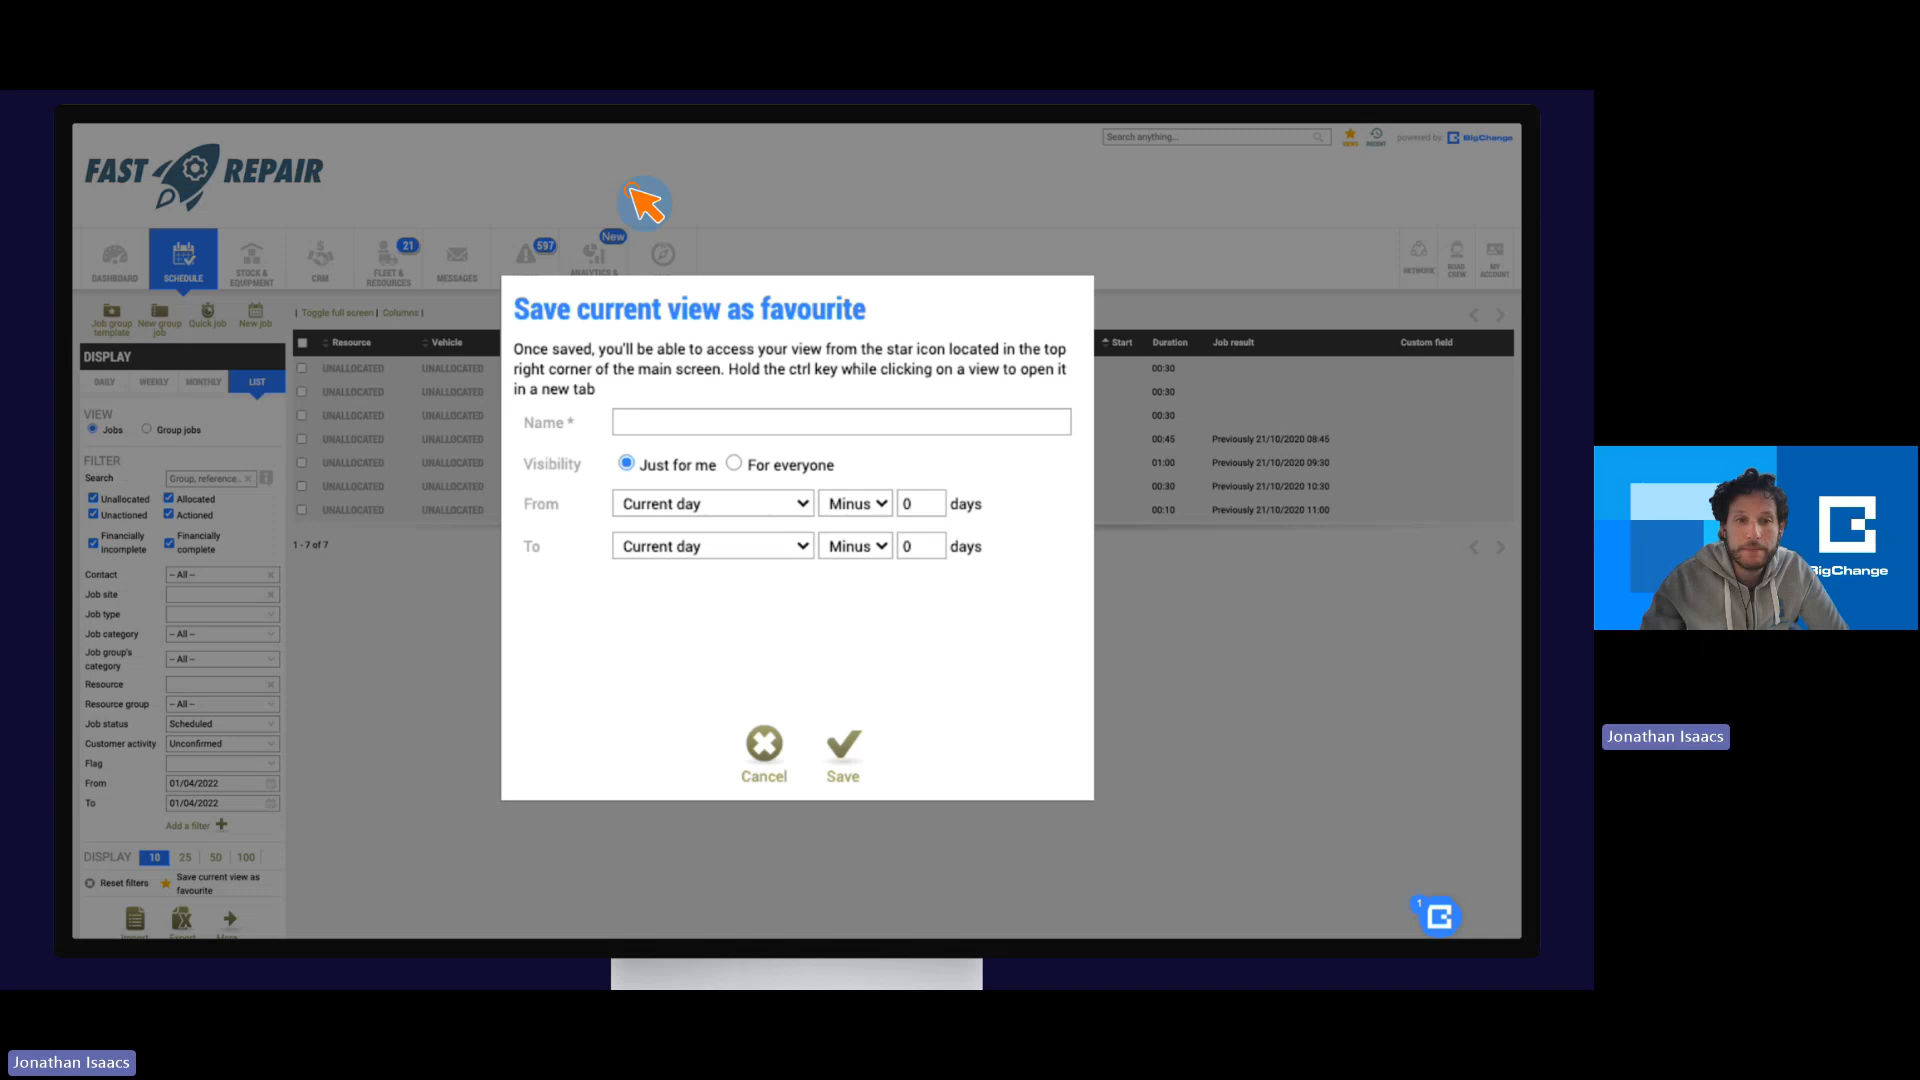 FAST REPAIR
Search anything...
VIEWS
RECENT
powered by BigChange
DASHBOARD
SCHEDULE
STOCK & EQUIPMENT
CRM
21
FLEET & RESOURCES
MESSAGES
597
New
ANALYTICS &
NETWORK
ROAD CREW
MY ACCOUNT
Job group template
New group job
Quick job
New job
| Toggle full screen | Columns |
DISPLAY
DAILY
WEEKLY
MONTHLY
LIST
VIEW
Jobs
Group jobs
FILTER
Search
Group, reference..
Unallocated
Allocated
Unactioned
Actioned
Financially incomplete
Financially complete
Contact
-- All --
Job site
Job type
Job category
-- All --
Job group's category
-- All --
Resource
Resource group
-- All --
Job status
Scheduled
Customer activity
Unconfirmed
Flag
From
01/04/2022
To
01/04/2022
Add a filter
DISPLAY 10 25 50 100
Reset filters
Save current view as favourite
Resource
Vehicle
Start
Duration
Job result
Custom field
UNALLOCATED UNALLOCATED 00:30
UNALLOCATED UNALLOCATED 00:30
UNALLOCATED UNALLOCATED 00:30
UNALLOCATED UNALLOCATED 00:45 Previously 21/10/2020 08:45
UNALLOCATED UNALLOCATED 01:00 Previously 21/10/2020 09:30
UNALLOCATED UNALLOCATED 00:30 Previously 21/10/2020 10:30
UNALLOCATED UNALLOCATED 00:10 Previously 21/10/2020 11:00
1 - 7 of 7
Save current view as favourite
Once saved, you'll be able to access your view from the star icon located in the top
right corner of the main screen. Hold the ctrl key while clicking on a view to open it
in a new tab
Name *
Visibility
Just for me
For everyone
From
Current day
Minus
0
days
To
Current day
Minus
0
days
Cancel
Save
1
BigChange
Jonathan Isaacs
Jonathan Isaacs